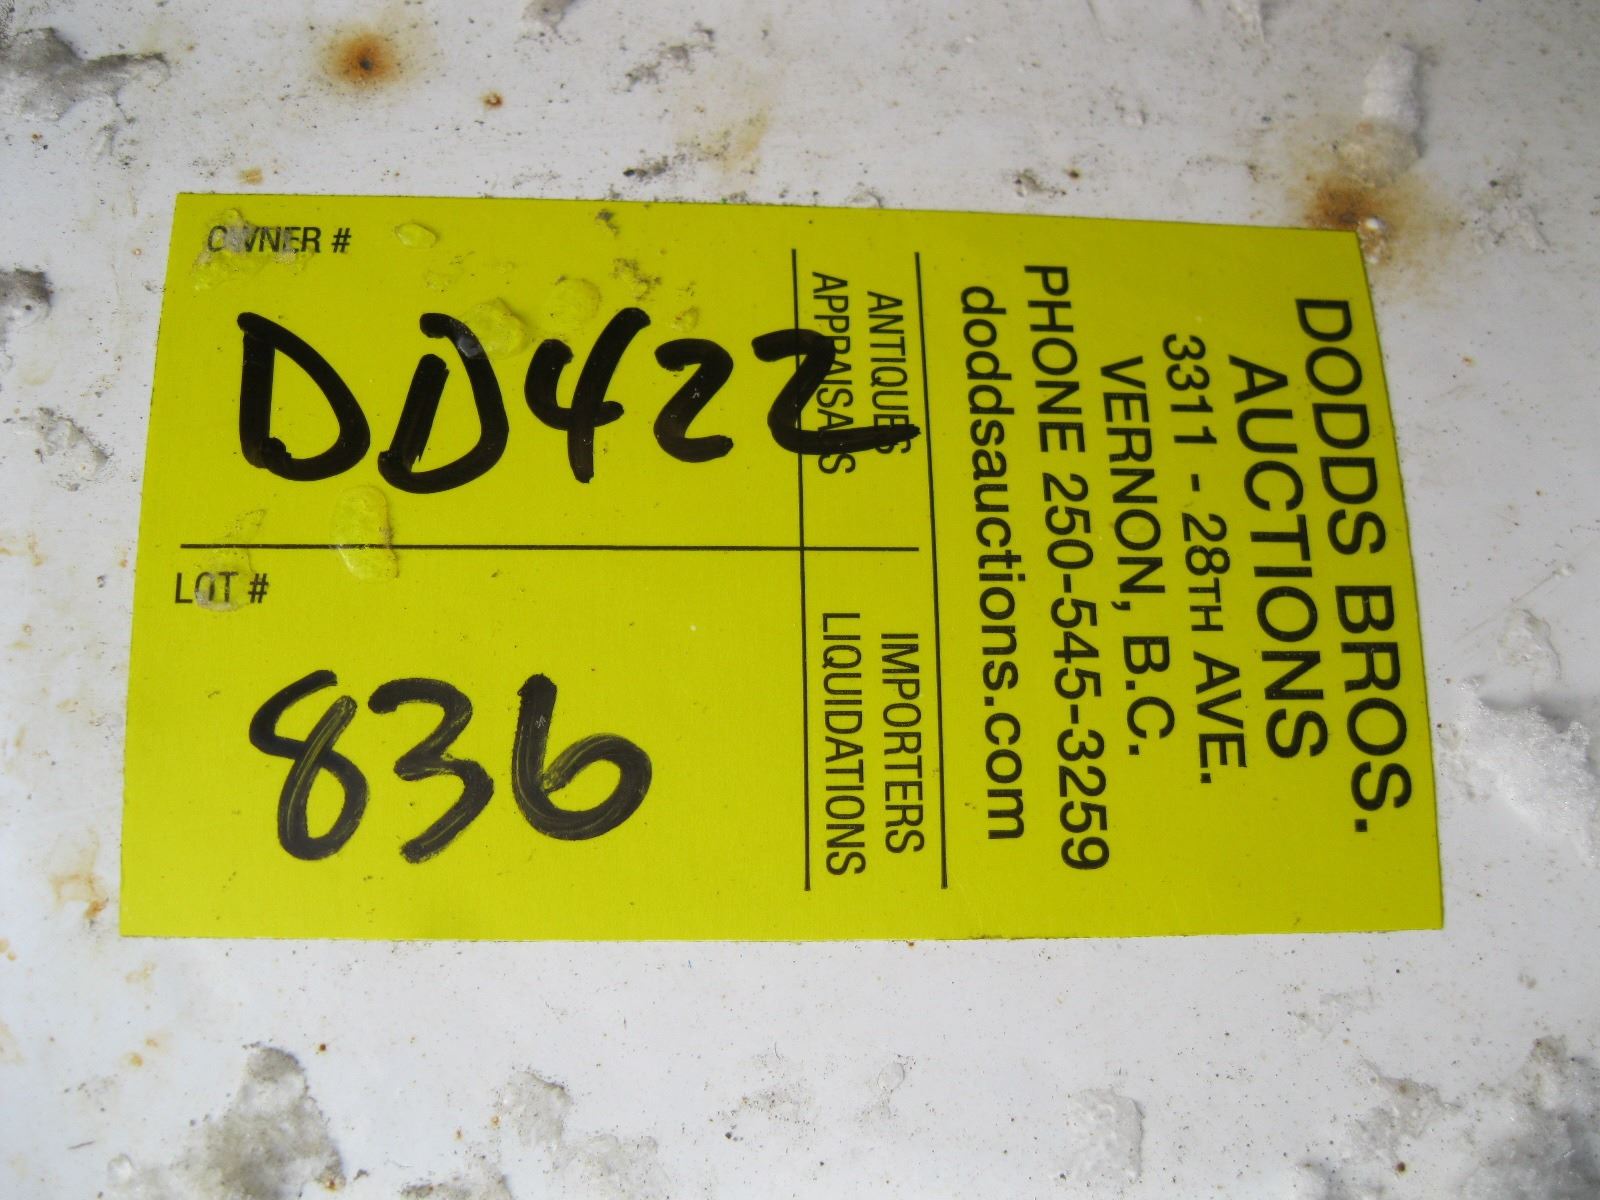 DODDS BROS.
AUCTIONS
3311 - 28TH AVE.
VERNON, B.C.
PHONE 250-545-3259
doddsauctions.com
ANTIQUES
APPRAISALS
IMPORTERS
LIQUIDATIONS
OWNER #
DD422
LOT #
836